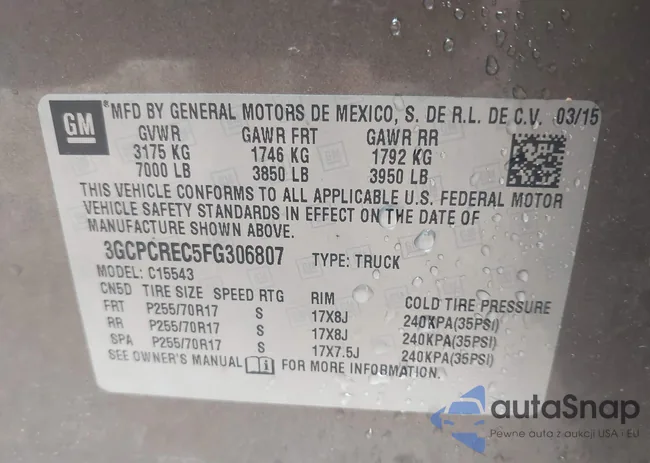 GM
®MFD BY GENERAL MOTORS DE MEXICO, S. DE R.L. DE C.V. 03/15
GVWR GAWR FRT GAWR RR
3175 KG 1746 KG 1792 KG
7000 LB 3850 LB 3950 LB
THIS VEHICLE CONFORMS TO ALL APPLICABLE U.S. FEDERAL MOTOR
VEHICLE SAFETY STANDARDS IN EFFECT ON THE DATE OF
MANUFACTURE SHOWN ABOVE.
3GCPCREC5FG306807 TYPE: TRUCK
MODEL: C15543
CN5D TIRE SIZE SPEED RTG RIM COLD TIRE PRESSURE
FRT P255/70R17 S 17X8J 240KPA(35PSI)
RR P255/70R17 S 17X8J 240KPA(35PSI)
SPA P255/70R17 S 17X7.5J 240KPA(35PSI)
SEE OWNER'S MANUAL FOR MORE INFORMATION.
autaSnap
Pewne auta z aukcji USA i EU